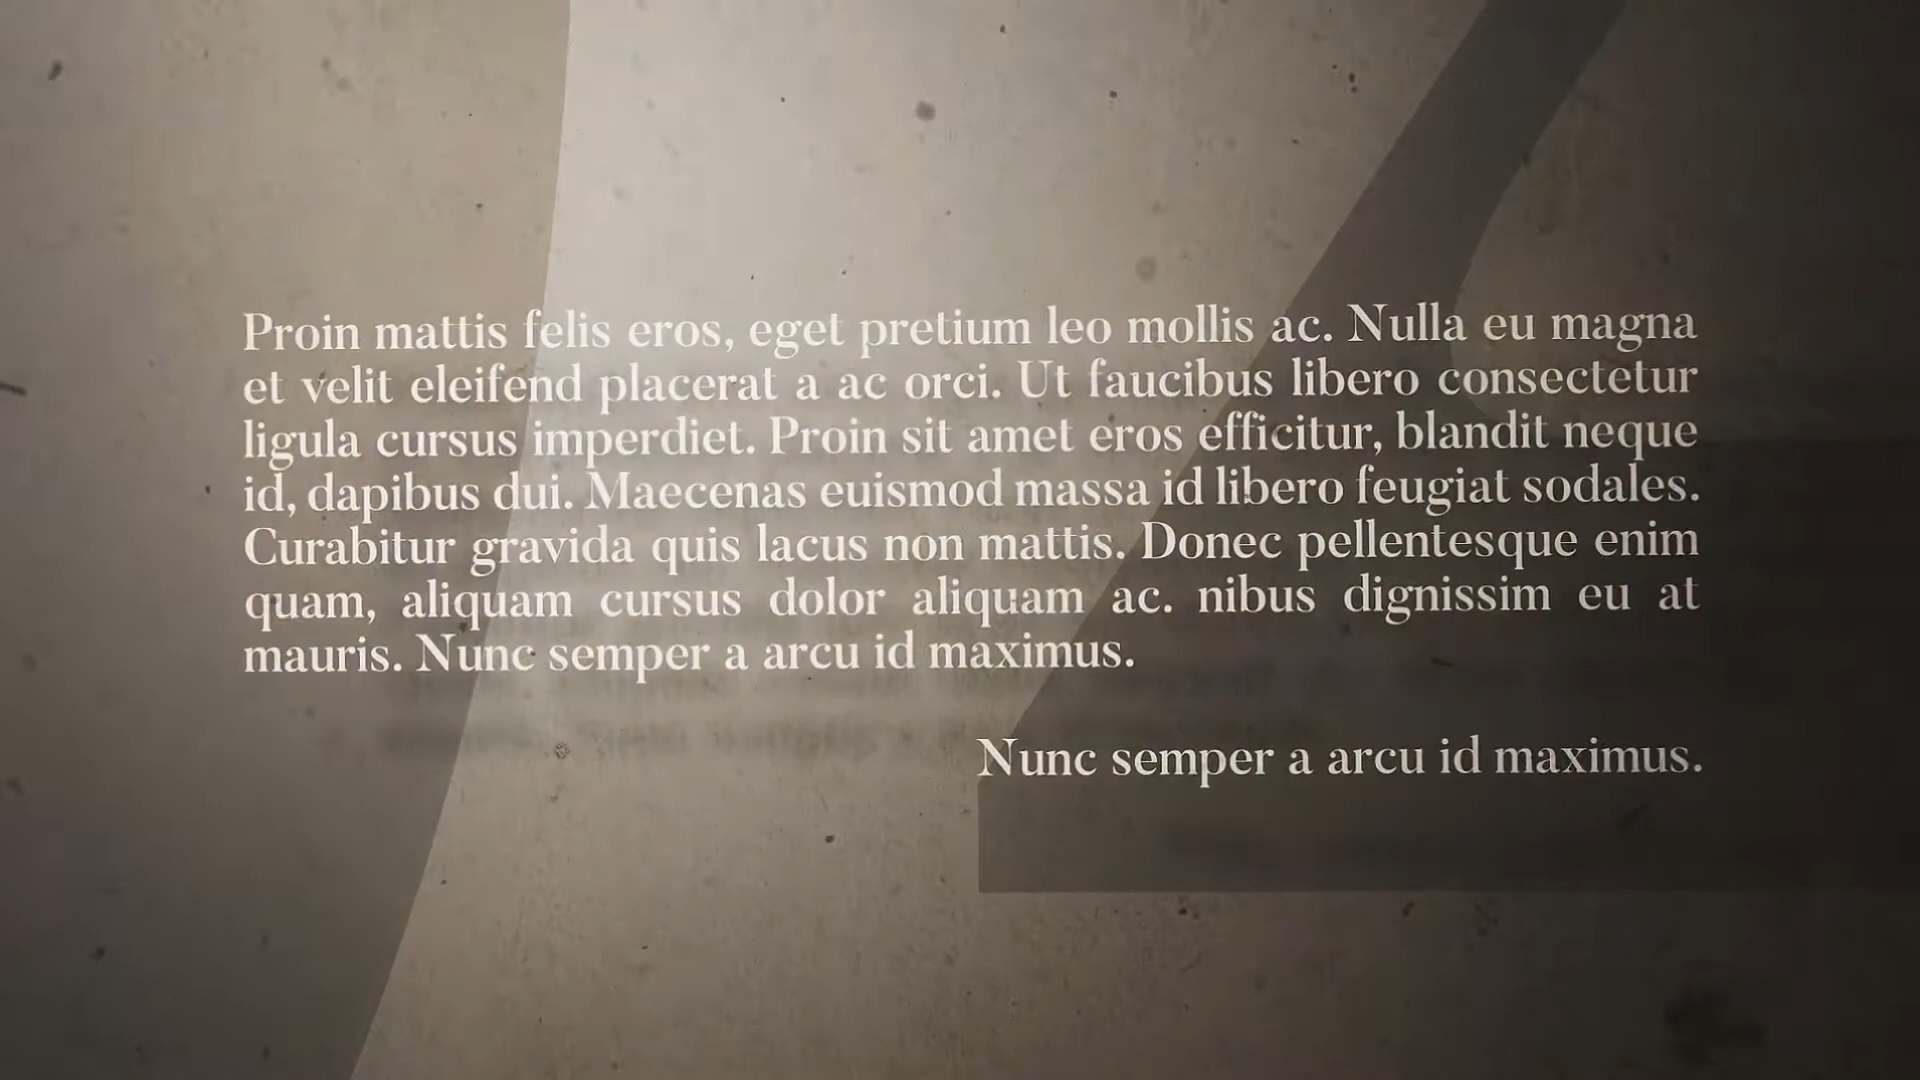 Proin mattis felis eros, eget pretium leo mollis ac. Nulla eu magna
et velit eleifend placerat a ac orci. Ut faucibus libero consectetur
ligula cursus imperdiet. Proin sit amet eros efficitur, blandit neque
id, dapibus dui. Maecenas euismod massa id libero feugiat sodales.
Curabitur gravida quis lacus non mattis. Donec pellentesque enim
quam, aliquam cursus dolor aliquam ac. nibus dignissim eu at
mauris. Nunc semper a arcu id maximus.
Nunc semper a arcu id maximus.